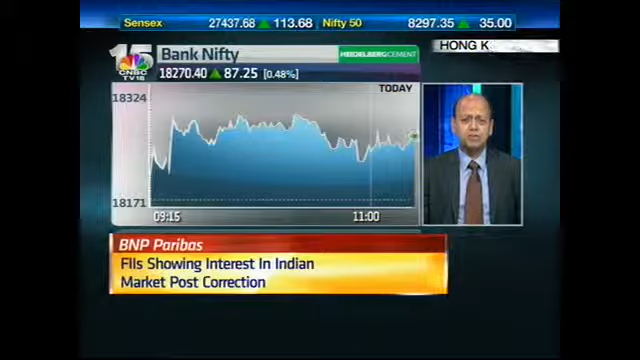 Sensex 27437.68 ▲ 113.68 Nifty 50 8297.35 ▲ 35.00
HONG K
15
CNBC
TV18
Bank Nifty
HEIDELBERGCEMENT
18270.40 ▲ 87.25 [0.48%]
TODAY
18324
18171
09:15 11:00
BNP Paribas
FIIs Showing Interest In Indian
Market Post Correction